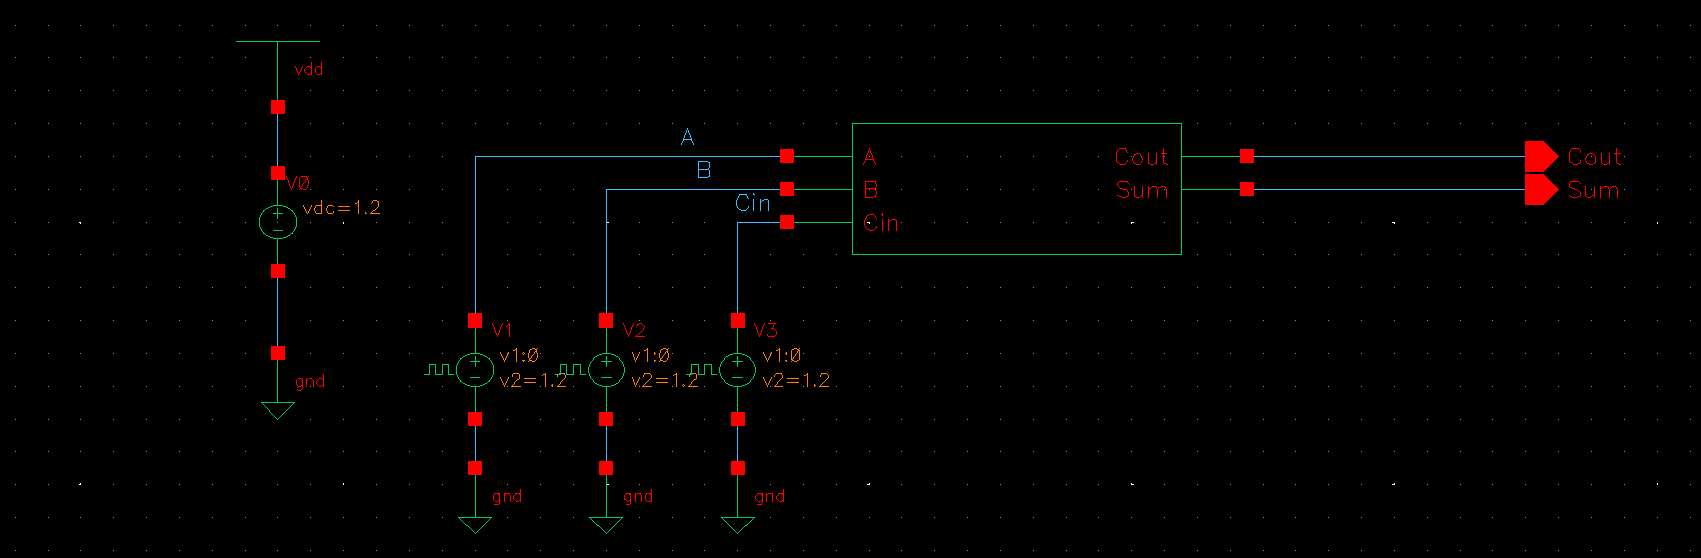 vdd
V0
vdc=1.2
gnd
A
B
Cin
A
B
Cin
Cout
Sum
Cout
Sum
V1
v1:0
v2=1.2
gnd
V2
v1:0
v2=1.2
gnd
V3
v1:0
v2=1.2
gnd